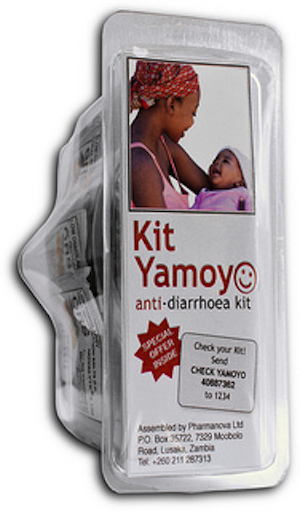 Kit
Yamoyo
anti-diarrhoea kit
SPECIAL
OFFER
INSIDE
Check your Kit!
Send
CHECK YAMOYO
40887362
to 1234
Assembled by Pharmanova Ltd
P.O. Box 35722, 7329 Moobolo
Road, Lusaka, Zambia
Tel: +260 211 287313